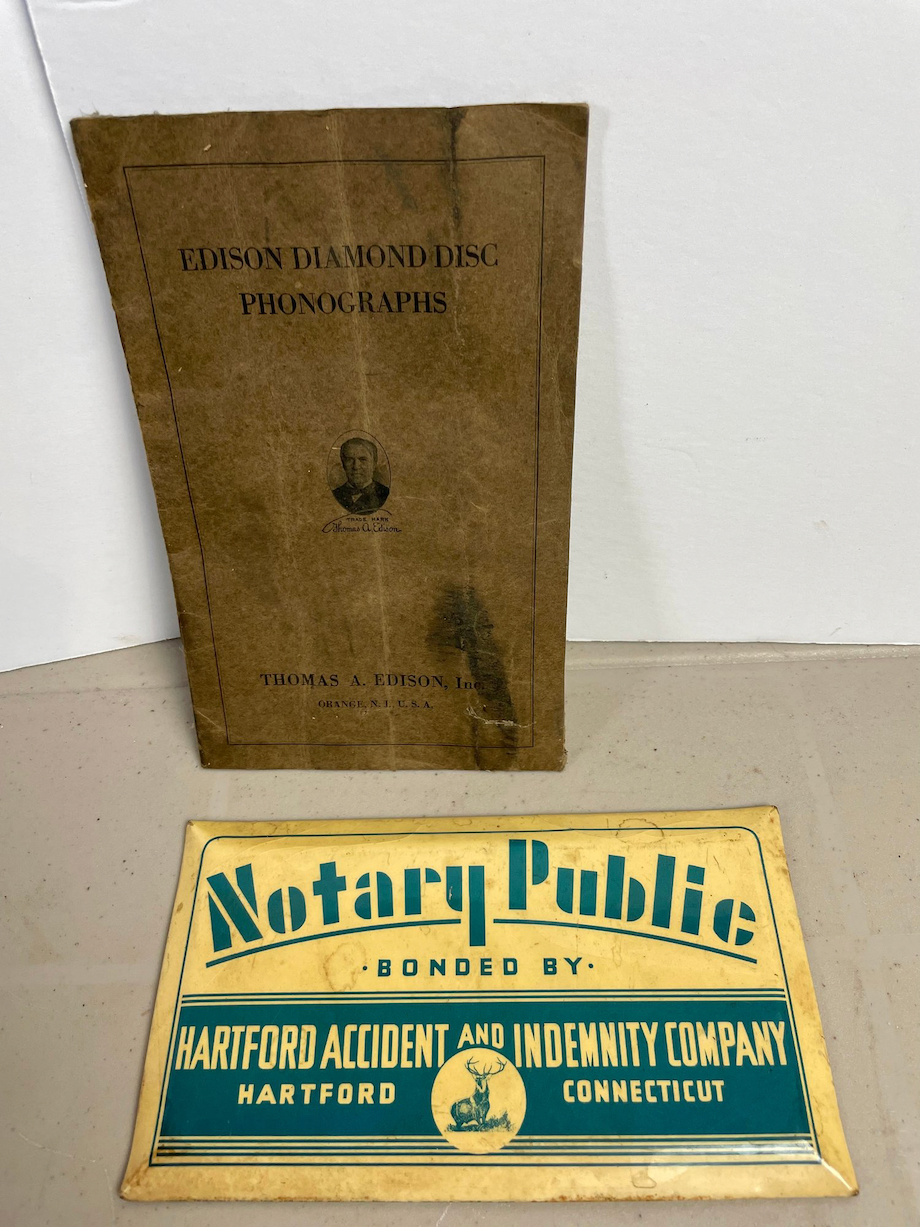 EDISON DIAMOND DISC
PHONOGRAPHS
TRADE MARK
Thomas A. Edison
THOMAS A. EDISON, Inc.
ORANGE, N. J., U. S. A.
Notary Public
· BONDED BY ·
HARTFORD ACCIDENT AND INDEMNITY COMPANY
HARTFORD CONNECTICUT